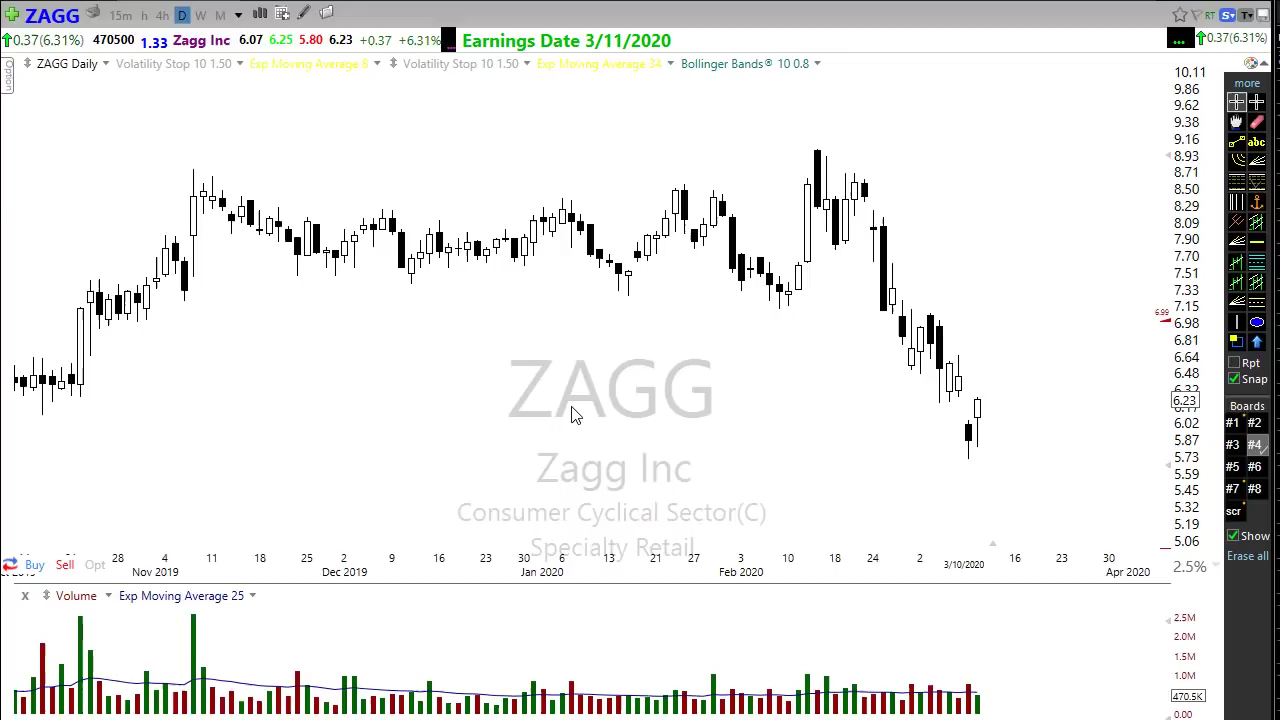 ZAGG 15m h 4h D W M RT S T
0.37(6.31%) 470500 1.33 Zagg Inc 6.07 6.25 5.80 6.23 +0.37 +6.31% ... Earnings Date 3/11/2020 ... 0.37(6.31%)
Option
ZAGG Daily Volatility Stop 10 1.50 Exp Moving Average 8 Volatility Stop 10 1.50 Exp Moving Average 34 Bollinger Bands® 10 0.8
10.11
9.86
9.62
9.38
9.16
8.93
8.71
8.50
8.29
8.09
7.90
7.70
7.51
7.33
7.15
6.99
6.98
6.81
6.64
6.48
6.32
6.23
6.02
5.87
5.73
5.59
5.45
5.32
5.19
5.06
more
abc
Rpt
Snap
Boards
#1 #2
#3 #4
#5 #6
#7 #8
scr
Show
Erase all
ZAGG
Zagg Inc
Consumer Cyclical Sector(C)
Specialty Retail
28 4 11 18 25 2 9 16 23 30 6 13 21 27 3 10 18 24 2 3/10/2020 16 23 30
Buy Sell Opt
Nov 2019 Dec 2019 Jan 2020 Feb 2020 Apr 2020
2.5%
x Volume Exp Moving Average 25
2.5M
2.0M
1.5M
1.0M
470.5K
0.00